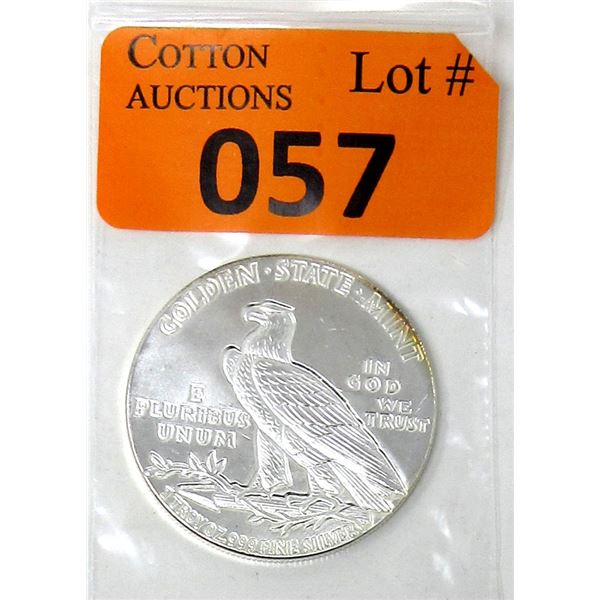 COTTON
AUCTIONS
Lot #
057
GOLDEN · STATE · MINT
E
PLURIBUS
UNUM
IN
GOD
WE
TRUST
1 TROY OZ .999 FINE SILVER